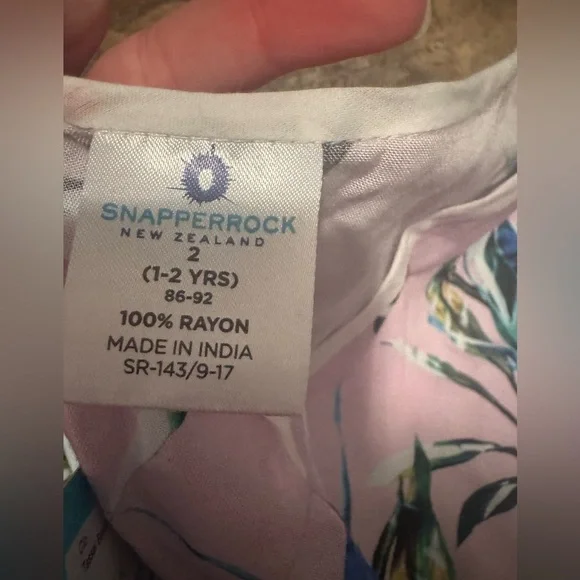 SNAPPERROCK
NEW ZEALAND
2
(1-2 YRS)
86-92
100% RAYON
MADE IN INDIA
SR-143/9-17